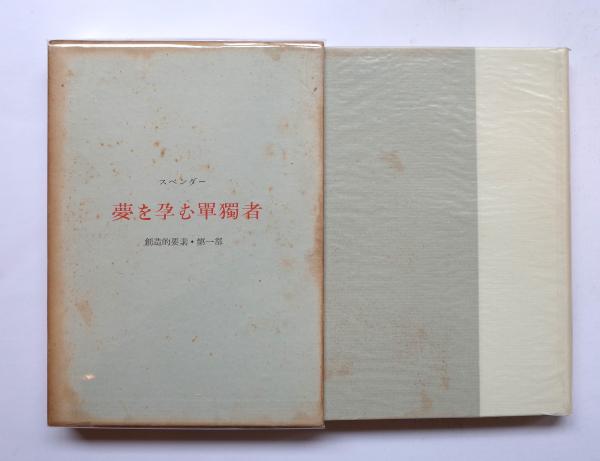 スペンダー
夢を孕む單獨者
創造的要素・第一部